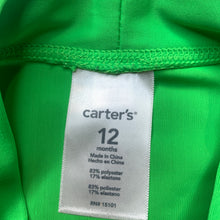 carter's®
12
months
Made in China
Hecho en China
83% polyester
17% elastane
83% poliéster
17% elastano
RN# 15101